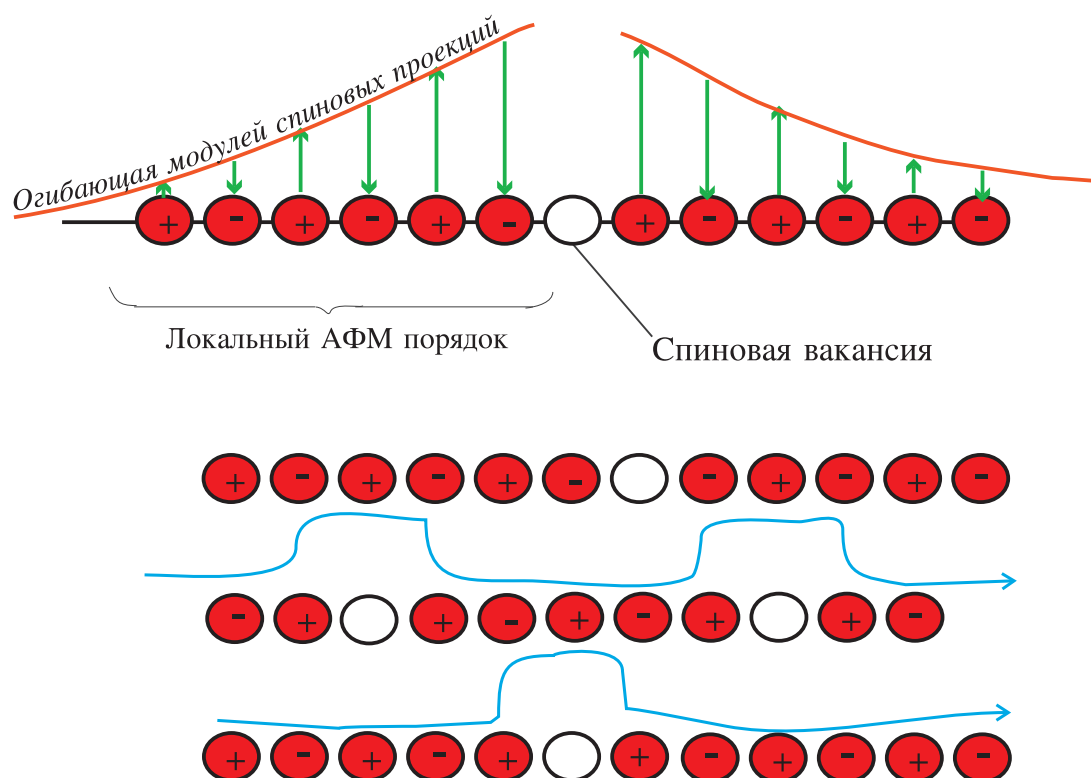 Огибающая модулей спиновых проекций
+ - + - + - + - + - + -
Локальный АФМ порядок
Спиновая вакансия
+ - + - + - - + - + -
- + + - + - + + -
+ - + - + + - + - + -